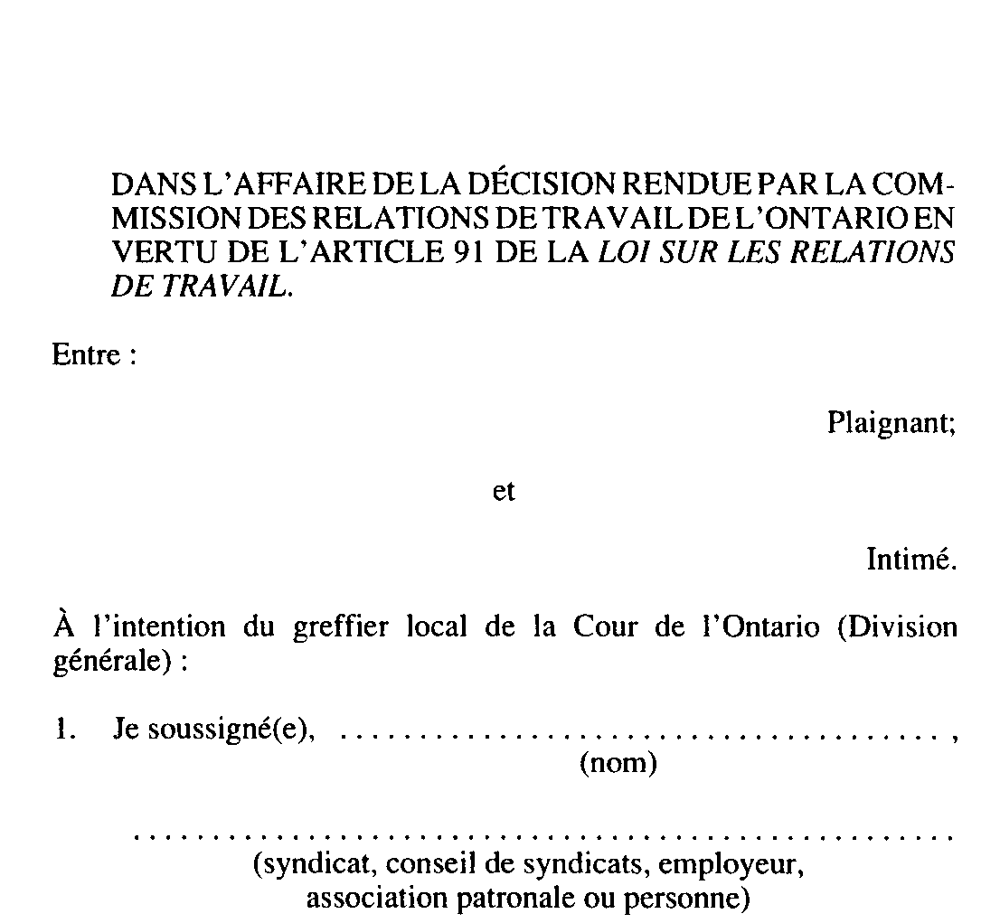 DANS L'AFFAIRE DE LA DÉCISION RENDUE PAR LA COM-
MISSION DES RELATIONS DE TRAVAIL DE L'ONTARIO EN
VERTU DE L'ARTICLE 91 DE LA LOI SUR LES RELATIONS
DE TRAVAIL.
Entre :
Plaignant;
et
Intimé.
À l'intention du greffier local de la Cour de l'Ontario (Division
générale) :
1. Je soussigné(e), . . . . . . . . . . . . . . . . . . . . . . . . . . . . . . . . . . . . . . . ,
(nom)
. . . . . . . . . . . . . . . . . . . . . . . . . . . . . . . . . . . . . . . . . . . . . . . . . . . .
(syndicat, conseil de syndicats, employeur,
association patronale ou personne)